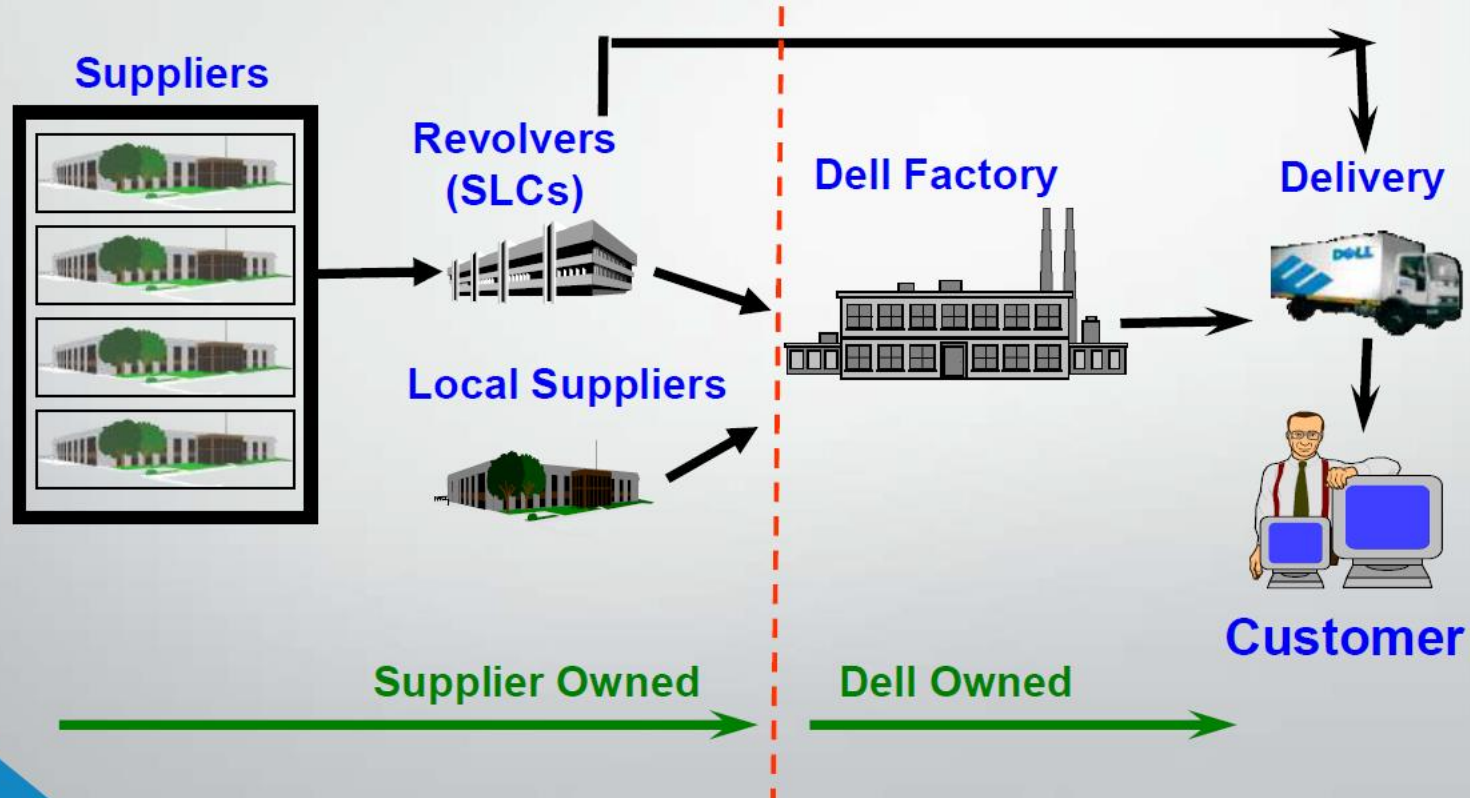 Suppliers
Revolvers
(SLCs)
Dell Factory
Delivery
DELL
Local Suppliers
Customer
Supplier Owned
Dell Owned